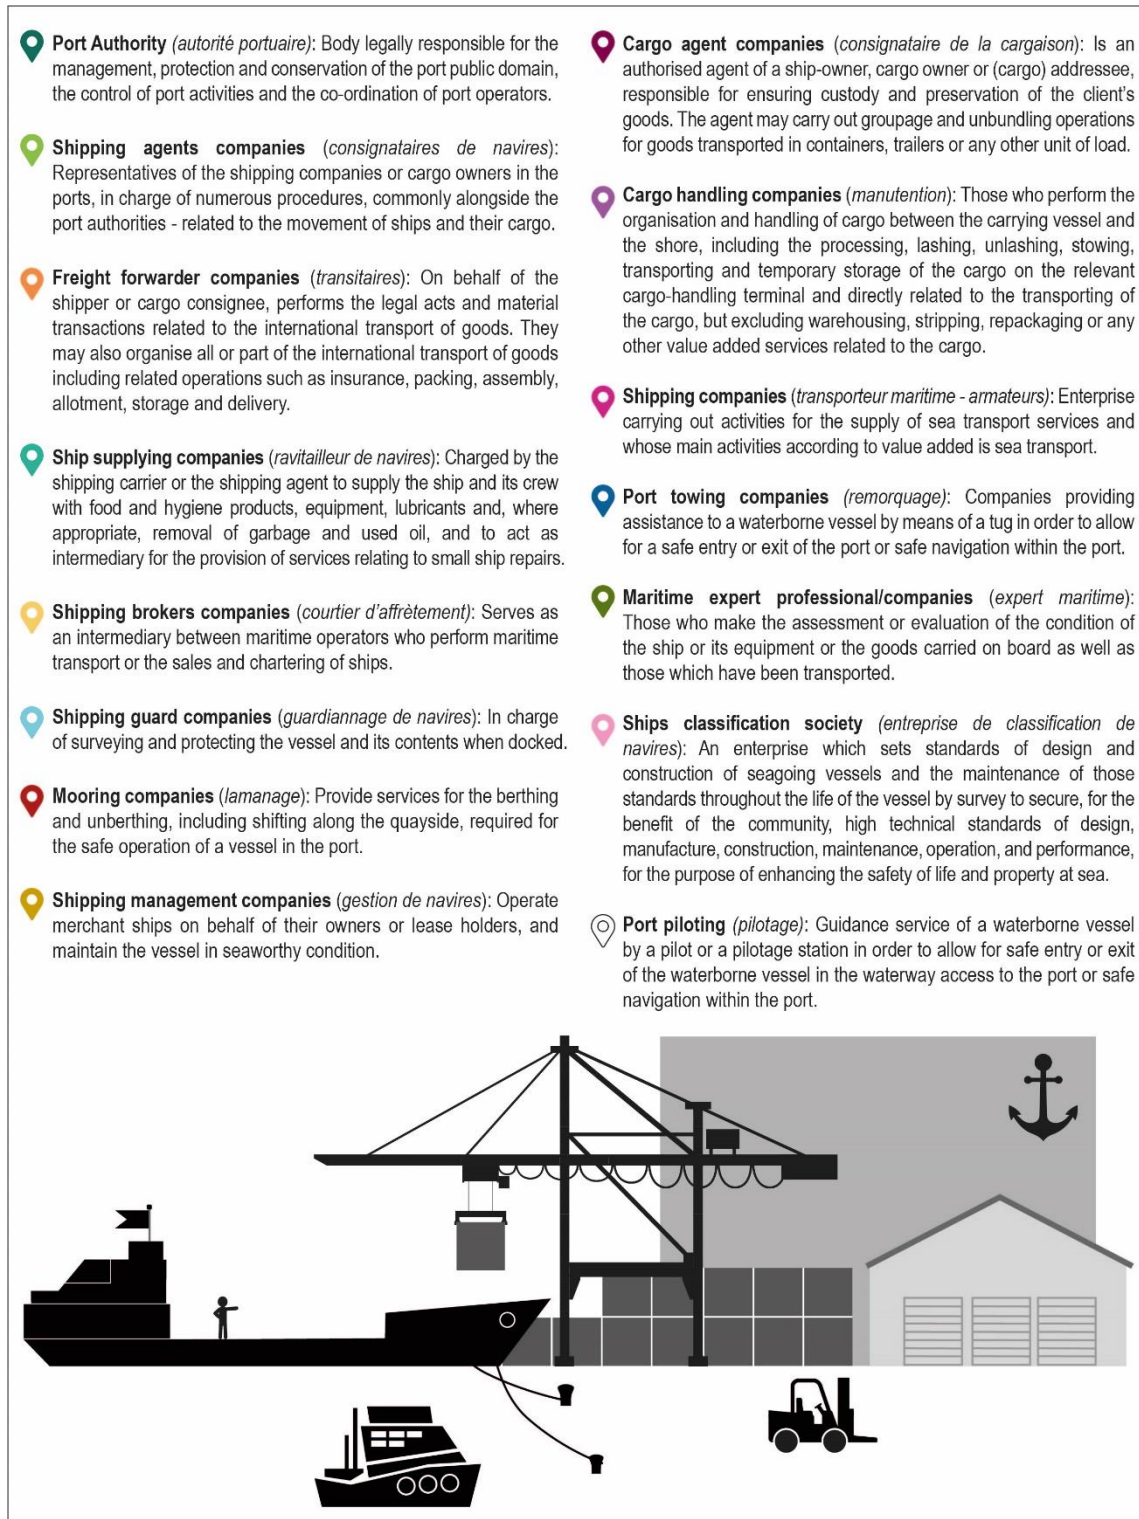 Port Authority (autorité portuaire): Body legally responsible for the
management, protection and conservation of the port public domain,
the control of port activities and the co-ordination of port operators.
Shipping agents companies (consignataires de navires):
Representatives of the shipping companies or cargo owners in the
ports, in charge of numerous procedures, commonly alongside the
port authorities - related to the movement of ships and their cargo.
Freight forwarder companies (transitaires): On behalf of the
shipper or cargo consignee, performs the legal acts and material
transactions related to the international transport of goods. They
may also organise all or part of the international transport of goods
including related operations such as insurance, packing, assembly,
allotment, storage and delivery.
Ship supplying companies (ravitailleur de navires): Charged by the
shipping carrier or the shipping agent to supply the ship and its crew
with food and hygiene products, equipment, lubricants and, where
appropriate, removal of garbage and used oil, and to act as
intermediary for the provision of services relating to small ship repairs.
Shipping brokers companies (courtier d'affrètement): Serves as
an intermediary between maritime operators who perform maritime
transport or the sales and chartering of ships.
Shipping guard companies (guardiannage de navires): In charge
of surveying and protecting the vessel and its contents when docked.
Mooring companies (lamanage): Provide services for the berthing
and unberthing, including shifting along the quayside, required for
the safe operation of a vessel in the port.
Shipping management companies (gestion de navires): Operate
merchant ships on behalf of their owners or lease holders, and
maintain the vessel in seaworthy condition.
Cargo agent companies (consignataire de la cargaison): Is an
authorised agent of a ship-owner, cargo owner or (cargo) addressee,
responsible for ensuring custody and preservation of the client's
goods. The agent may carry out groupage and unbundling operations
for goods transported in containers, trailers or any other unit of load.
Cargo handling companies (manutention): Those who perform the
organisation and handling of cargo between the carrying vessel and
the shore, including the processing, lashing, unlashing, stowing,
transporting and temporary storage of the cargo on the relevant
cargo-handling terminal and directly related to the transporting of
the cargo, but excluding warehousing, stripping, repackaging or any
other value added services related to the cargo.
Shipping companies (transporteur maritime - armateurs): Enterprise
carrying out activities for the supply of sea transport services and
whose main activities according to value added is sea transport.
Port towing companies (remorquage): Companies providing
assistance to a waterborne vessel by means of a tug in order to allow
for a safe entry or exit of the port or safe navigation within the port.
Maritime expert professional/companies (expert maritime):
Those who make the assessment or evaluation of the condition of
the ship or its equipment or the goods carried on board as well as
those which have been transported.
Ships classification society (entreprise de classification de
navires): An enterprise which sets standards of design and
construction of seagoing vessels and the maintenance of those
standards throughout the life of the vessel by survey to secure, for the
benefit of the community, high technical standards of design,
manufacture, construction, maintenance, operation, and performance,
for the purpose of enhancing the safety of life and property at sea.
Port piloting (pilotage): Guidance service of a waterborne vessel
by a pilot or a pilotage station in order to allow for safe entry or exit
of the waterborne vessel in the waterway access to the port or safe
navigation within the port.